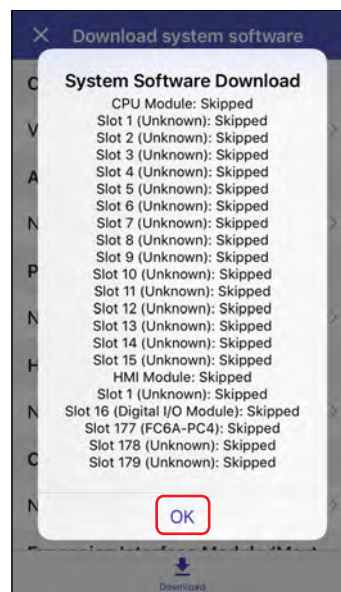 × Download system software
System Software Download
CPU Module: Skipped
Slot 1 (Unknown): Skipped
Slot 2 (Unknown): Skipped
Slot 3 (Unknown): Skipped
Slot 4 (Unknown): Skipped
Slot 5 (Unknown): Skipped
Slot 6 (Unknown): Skipped
Slot 7 (Unknown): Skipped
Slot 8 (Unknown): Skipped
Slot 9 (Unknown): Skipped
Slot 10 (Unknown): Skipped
Slot 11 (Unknown): Skipped
Slot 12 (Unknown): Skipped
Slot 13 (Unknown): Skipped
Slot 14 (Unknown): Skipped
Slot 15 (Unknown): Skipped
HMI Module: Skipped
Slot 1 (Unknown): Skipped
Slot 16 (Digital I/O Module): Skipped
Slot 177 (FC6A-PC4): Skipped
Slot 178 (Unknown): Skipped
Slot 179 (Unknown): Skipped
OK
Download